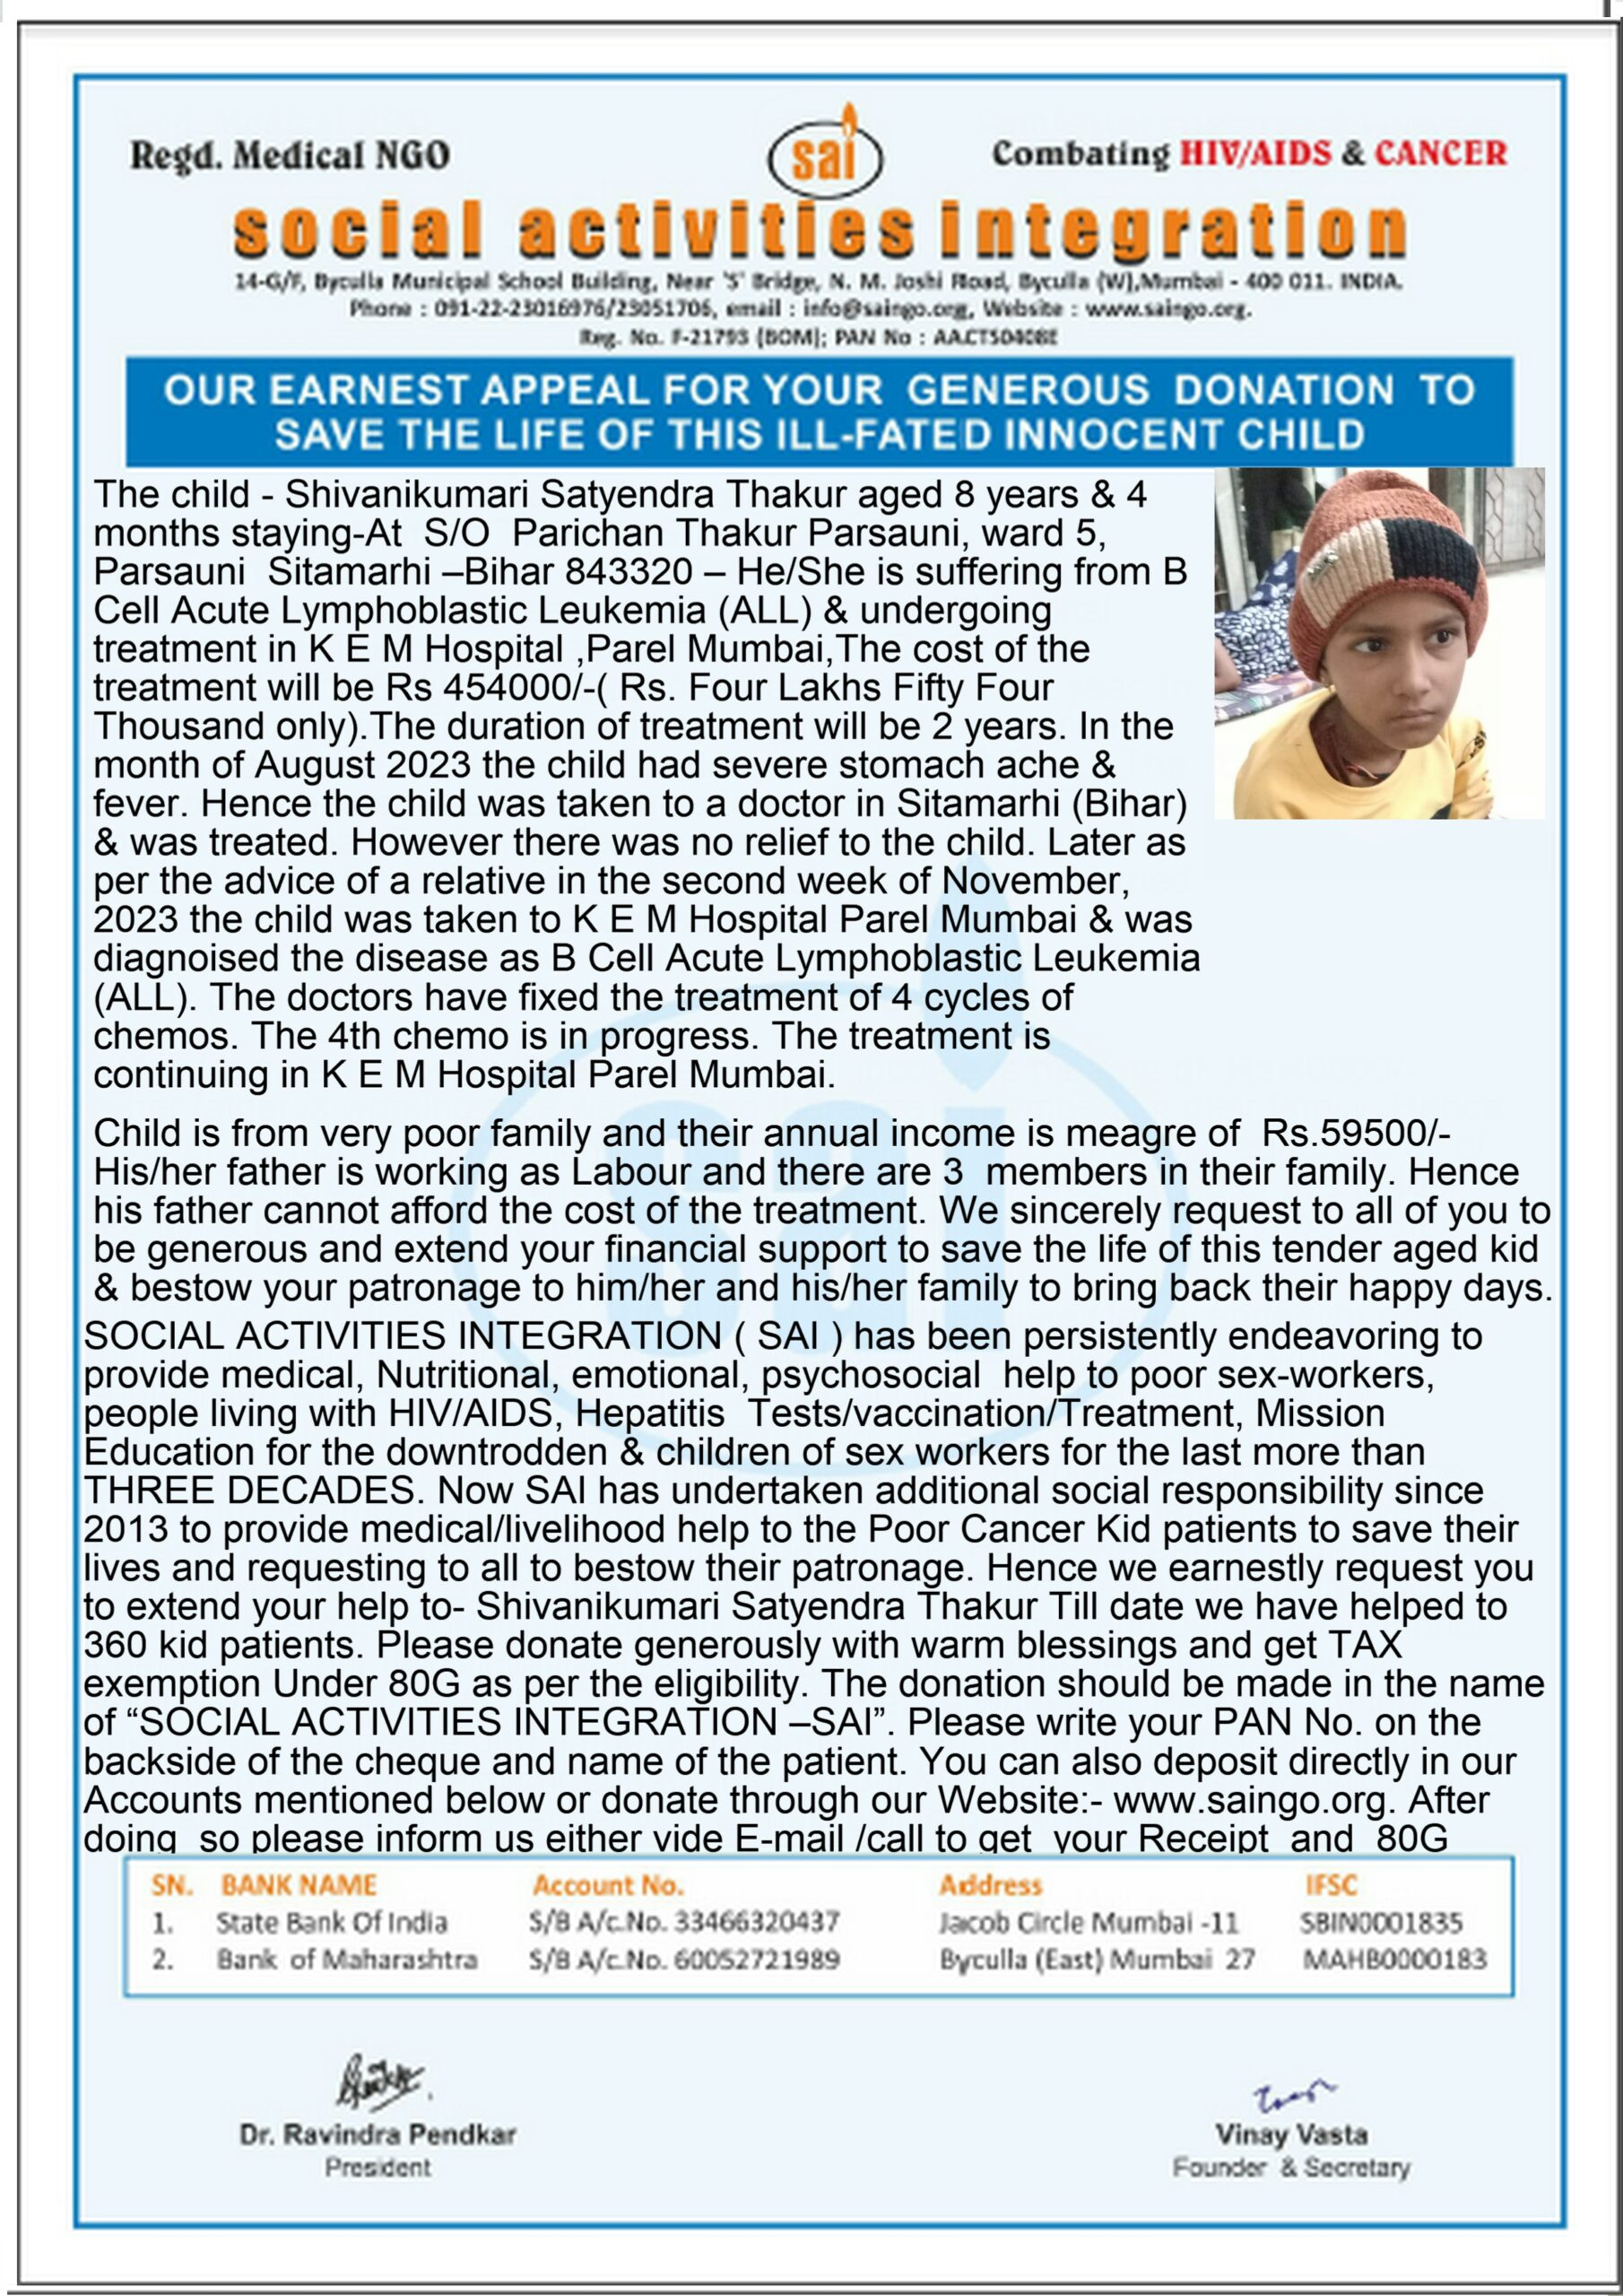 Regd. Medical NGO
sai
Combating HIV/AIDS & CANCER
social activities integration
14-G/F, Byculla Municipal School Building, Near 'S' Bridge, N. M. Joshi Road, Byculla (W),Mumbai - 400 011. INDIA.
Phone : 091-22-23016976/23051706, email : info@saingo.org, Website : www.saingo.org.
Reg. No. F-21793 (BOM); PAN No :
OUR EARNEST APPEAL FOR YOUR GENEROUS DONATION TO
SAVE THE LIFE OF THIS ILL-FATED INNOCENT CHILD
The child - Shivanikumari Satyendra Thakur aged 8 years & 4
months staying-At S/O Parichan Thakur Parsauni, ward 5,
Parsauni Sitamarhi –Bihar 843320 – He/She is suffering from B
Cell Acute Lymphoblastic Leukemia (ALL) & undergoing
treatment in K E M Hospital ,Parel Mumbai,The cost of the
treatment will be Rs 454000/-( Rs. Four Lakhs Fifty Four
Thousand only).The duration of treatment will be 2 years. In the
month of August 2023 the child had severe stomach ache &
fever. Hence the child was taken to a doctor in Sitamarhi (Bihar)
& was treated. However there was no relief to the child. Later as
per the advice of a relative in the second week of November,
2023 the child was taken to K E M Hospital Parel Mumbai & was
diagnoised the disease as B Cell Acute Lymphoblastic Leukemia
(ALL). The doctors have fixed the treatment of 4 cycles of
chemos. The 4th chemo is in progress. The treatment is
continuing in K E M Hospital Parel Mumbai.
Child is from very poor family and their annual income is meagre of Rs.59500/-
His/her father is working as Labour and there are 3 members in their family. Hence
his father cannot afford the cost of the treatment. We sincerely request to all of you to
be generous and extend your financial support to save the life of this tender aged kid
& bestow your patronage to him/her and his/her family to bring back their happy days.
SOCIAL ACTIVITIES INTEGRATION ( SAI ) has been persistently endeavoring to
provide medical, Nutritional, emotional, psychosocial help to poor sex-workers,
people living with HIV/AIDS, Hepatitis Tests/vaccination/Treatment, Mission
Education for the downtrodden & children of sex workers for the last more than
THREE DECADES. Now SAI has undertaken additional social responsibility since
2013 to provide medical/livelihood help to the Poor Cancer Kid patients to save their
lives and requesting to all to bestow their patronage. Hence we earnestly request you
to extend your help to- Shivanikumari Satyendra Thakur Till date we have helped to
360 kid patients. Please donate generously with warm blessings and get TAX
exemption Under 80G as per the eligibility. The donation should be made in the name
of “SOCIAL ACTIVITIES INTEGRATION –SAI”. Please write your PAN No. on the
backside of the cheque and name of the patient. You can also deposit directly in our
Accounts mentioned below or donate through our Website:- www.saingo.org. After
doing so please inform us either vide E-mail /call to get your Receipt and 80G
SN. BANK NAME Account No. Address IFSC
1. State Bank Of India S/B A/c.No. 33466320437 Jacob Circle Mumbai -11 SBIN0001835
2. Bank of Maharashtra S/B A/c.No. 60052721989 Byculla (East) Mumbai 27 MAHB0000183
Dr. Ravindra Pendkar
President
Vinay Vasta
Founder & Secretary